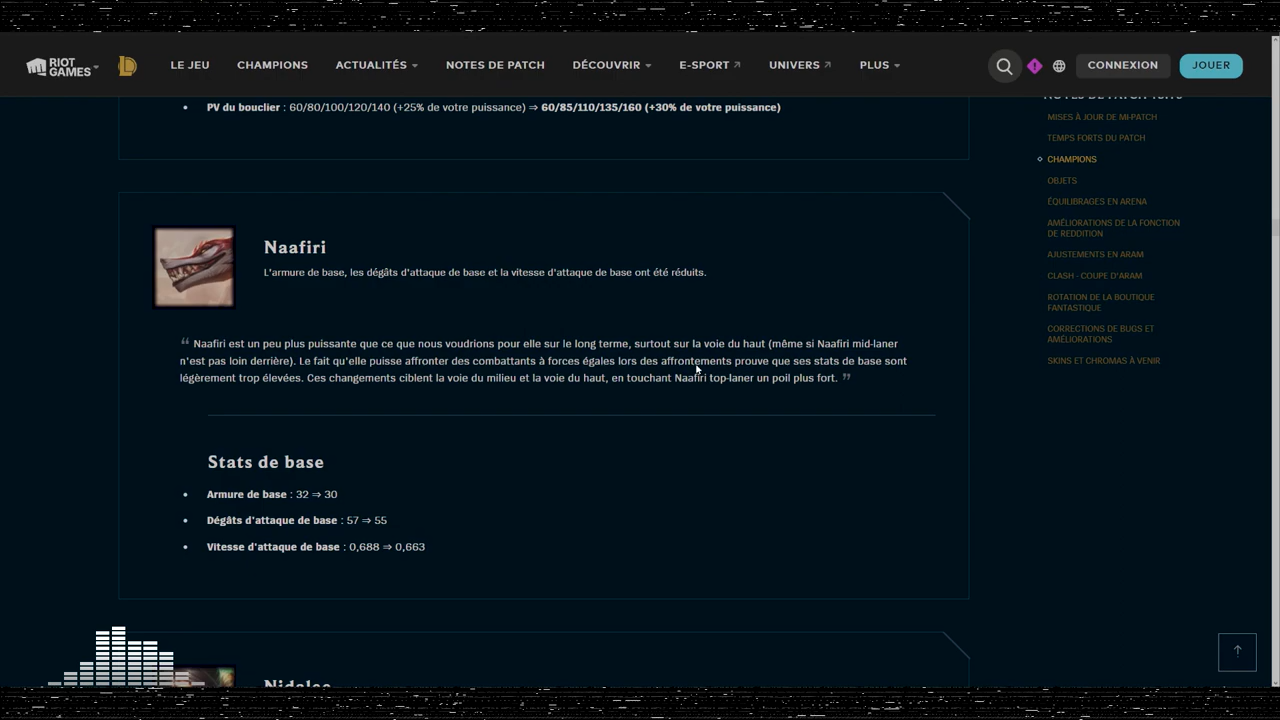 RIOT GAMES
LE JEU
CHAMPIONS
ACTUALITÉS
NOTES DE PATCH
DÉCOUVRIR
E-SPORT
UNIVERS
PLUS
CONNEXION
JOUER
PV du bouclier : 60/80/100/120/140 (+25% de votre puissance) ⇒ 60/85/110/135/160 (+30% de votre puissance)
Naafiri
L'armure de base, les dégâts d'attaque de base et la vitesse d'attaque de base ont été réduits.
“ Naafiri est un peu plus puissante que ce que nous voudrions pour elle sur le long terme, surtout sur la voie du haut (même si Naafiri mid-laner
n'est pas loin derrière). Le fait qu'elle puisse affronter des combattants à forces égales lors des affrontements prouve que ses stats de base sont
légèrement trop élevées. Ces changements ciblent la voie du milieu et la voie du haut, en touchant Naafiri top-laner un poil plus fort. ”
Stats de base
Armure de base : 32 ⇒ 30
Dégâts d'attaque de base : 57 ⇒ 55
Vitesse d'attaque de base : 0,688 ⇒ 0,663
Nidalee
MISES À JOUR DE MI-PATCH
TEMPS FORTS DU PATCH
CHAMPIONS
OBJETS
ÉQUILIBRAGES EN ARENA
AMÉLIORATIONS DE LA FONCTION
DE REDDITION
AJUSTEMENTS EN ARAM
CLASH - COUPE D'ARAM
ROTATION DE LA BOUTIQUE
FANTASTIQUE
CORRECTIONS DE BUGS ET
AMÉLIORATIONS
SKINS ET CHROMAS À VENIR